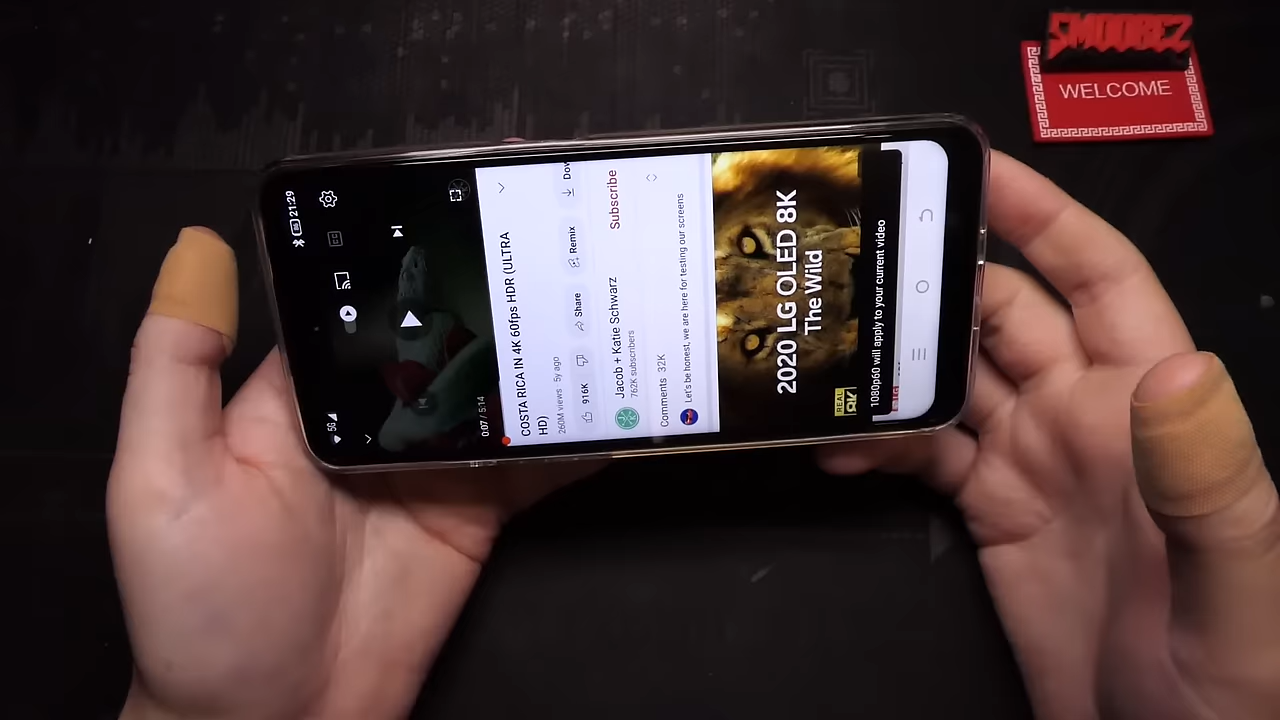 SMOOBEZ
WELCOME
5G 21:29
0:07 / 5:14
COSTA RICA IN 4K 60fps HDR (ULTRA
HD)
260M views 5y ago
916K
Share
Remix
Dow
Jacob + Katie Schwarz
762K subscribers
Subscribe
Comments 32K
Let's be honest, we are here for testing our screens
2020 LG OLED 8K
The Wild
REAL
8K
1080p60 will apply to your current video